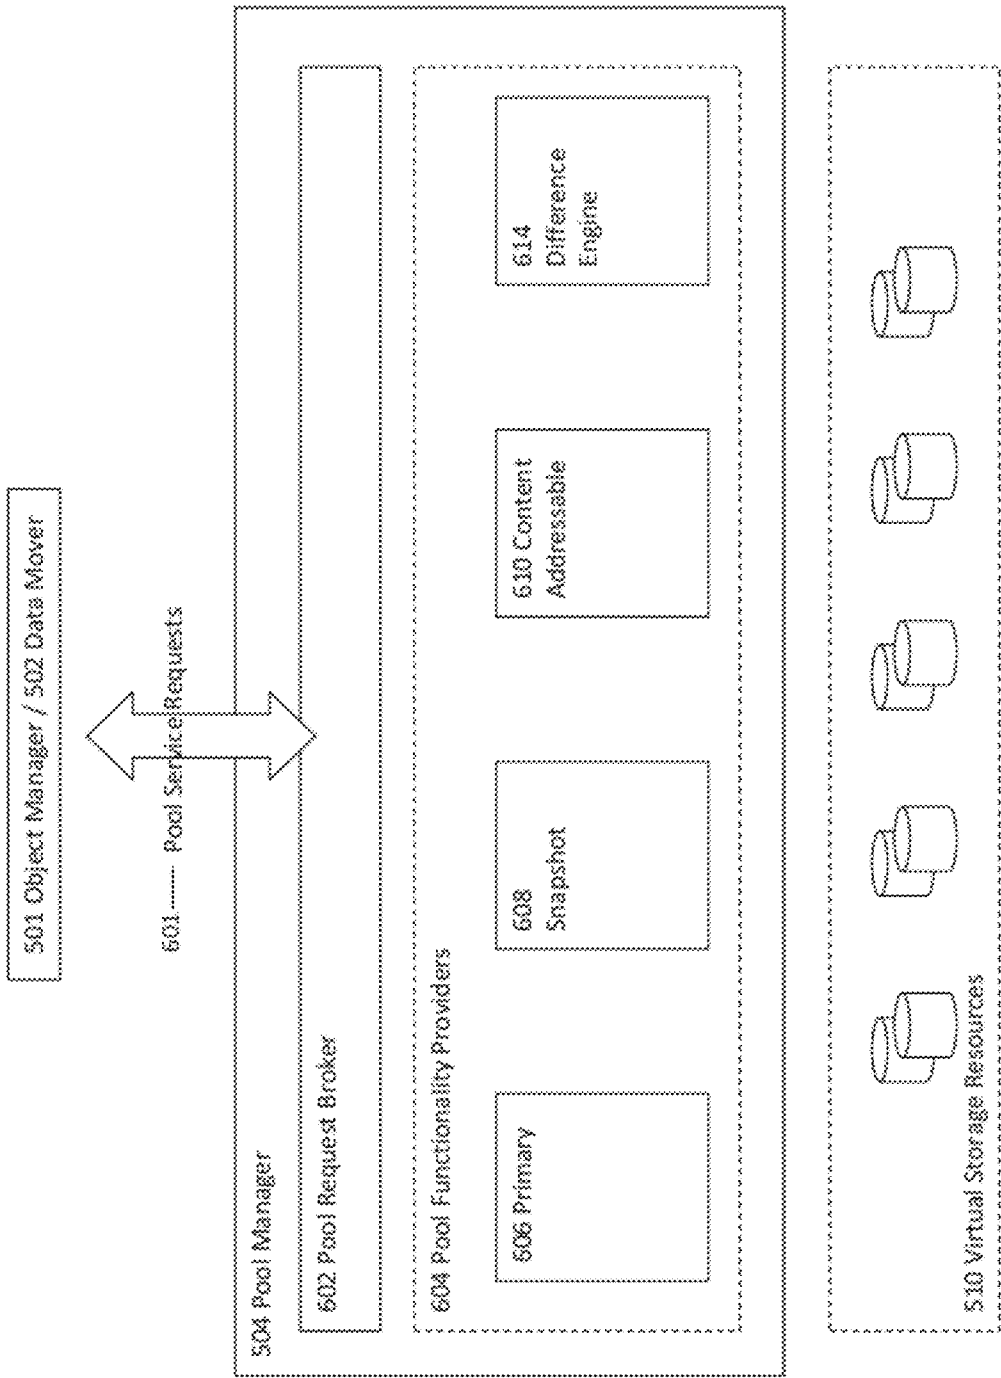 501 Object Manager / 502 Data Mover
601 ------ Pool Service Requests
504 Pool Manager
602 Pool Request Broker
604 Pool Functionality Providers
606 Primary
608
Snapshot
610 Content
Addressable
614
Difference
Engine
510 Virtual Storage Resources